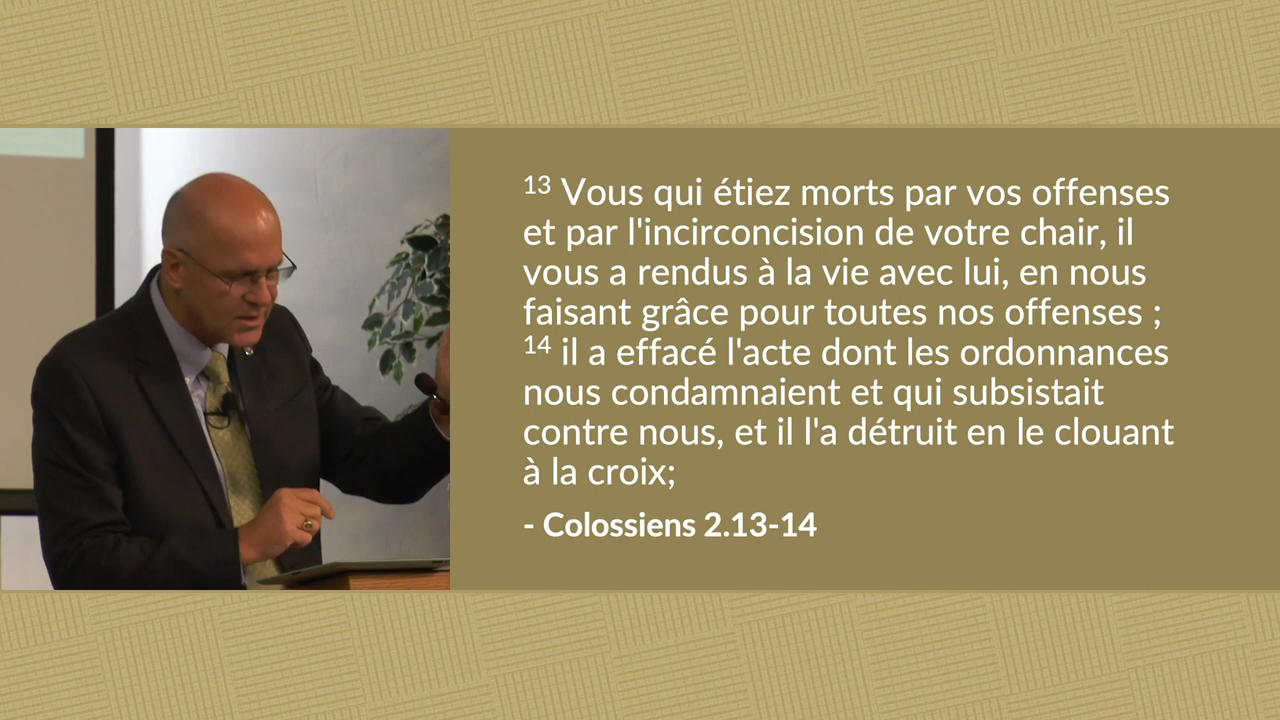 13 Vous qui étiez morts par vos offenses
et par l'incirconcision de votre chair, il
vous a rendus à la vie avec lui, en nous
faisant grâce pour toutes nos offenses ;
14 il a effacé l'acte dont les ordonnances
nous condamnaient et qui subsistait
contre nous, et il l'a détruit en le clouant
à la croix;
- Colossiens 2.13-14